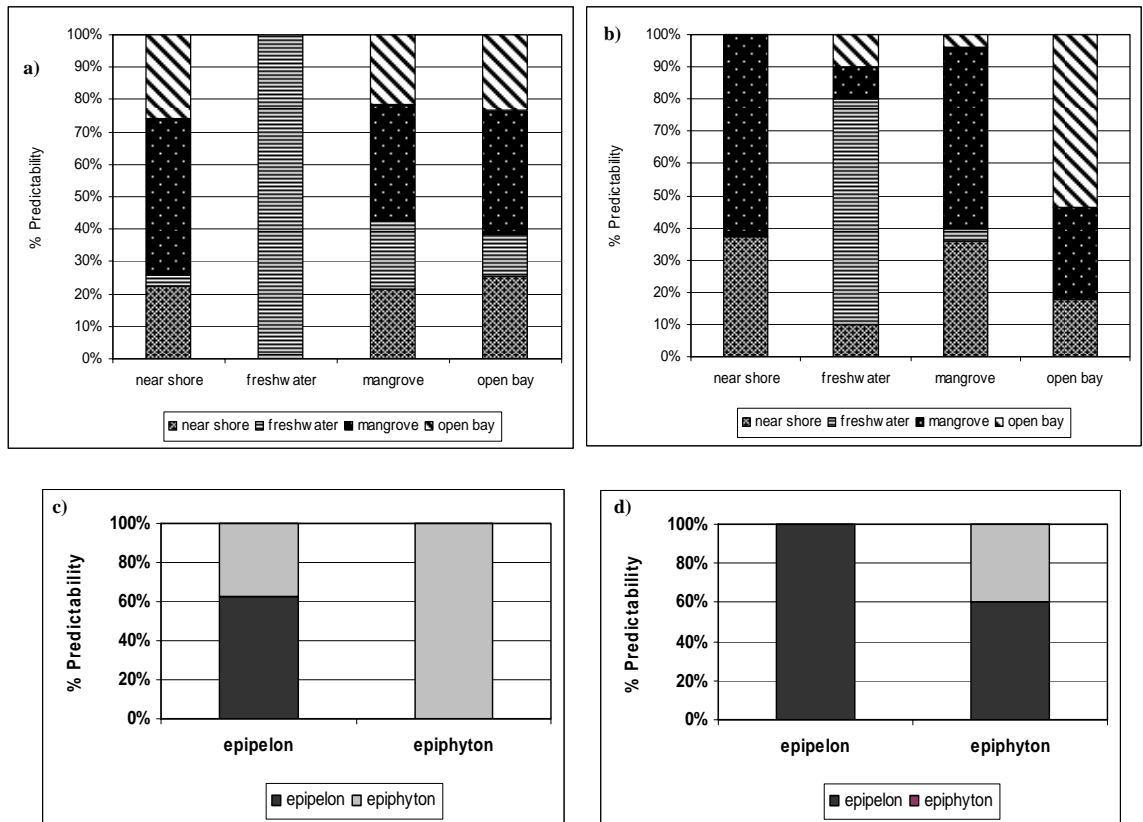 a)
100%
90%
80%
70%
60%
50%
40%
30%
20%
10%
0%
% Predictability
near shore freshwater mangrove open bay
near shore freshwater mangrove open bay
b)
100%
90%
80%
70%
60%
50%
40%
30%
20%
10%
0%
% Predictability
near shore freshwater mangrove open bay
near shore freshwater mangrove open bay
c)
100%
80%
60%
40%
20%
0%
% Predictability
epipelon epiphyton
epipelon epiphyton
d)
100%
80%
60%
40%
20%
0%
% Predictability
epipelon epiphyton
epipelon epiphyton